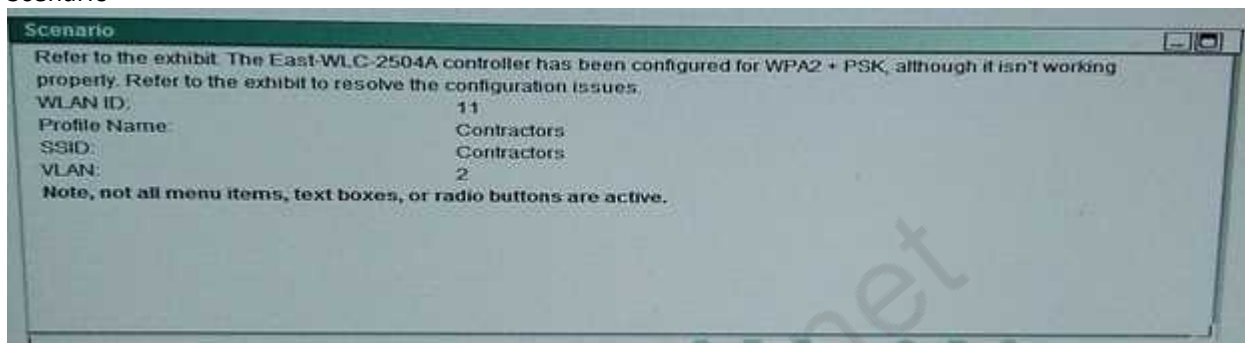 Scenario
Refer to the exhibit. The East-WLC-2504A controller has been configured for WPA2 + PSK, although it isn't working
properly. Refer to the exhibit to resolve the configuration issues.
WLAN ID: 11
Profile Name: Contractors
SSID: Contractors
VLAN: 2
Note, not all menu items, text boxes, or radio buttons are active.
net